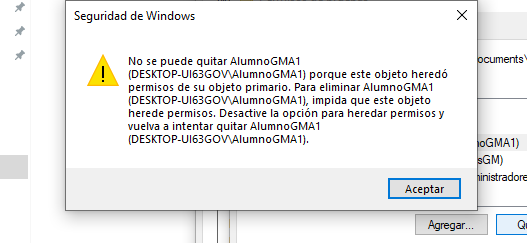 Seguridad de Windows
No se puede quitar AlumnoGMA1
(DESKTOP-UI63GOV\AlumnoGMA1) porque este objeto heredó
permisos de su objeto primario. Para eliminar AlumnoGMA1
(DESKTOP-UI63GOV\AlumnoGMA1), impida que este objeto
herede permisos. Desactive la opción para heredar permisos y
vuelva a intentar quitar AlumnoGMA1
(DESKTOP-UI63GOV\AlumnoGMA1).
Aceptar
ocuments\
noGMA1)
sGM)
ministradore
Agregar...
Qu